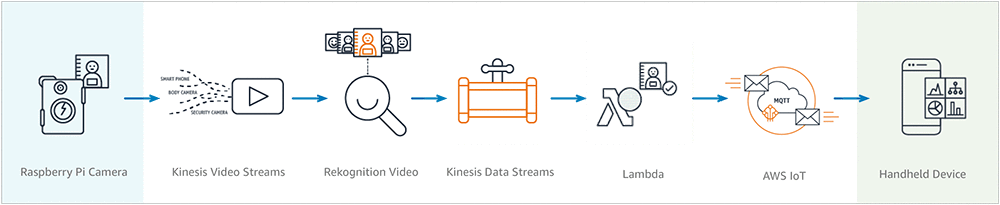 SMART PHONE
BODY CAMERA
SECURITY CAMERA
MQTT
Raspberry Pi Camera
Kinesis Video Streams
Rekognition Video
Kinesis Data Streams
Lambda
AWS IoT
Handheld Device